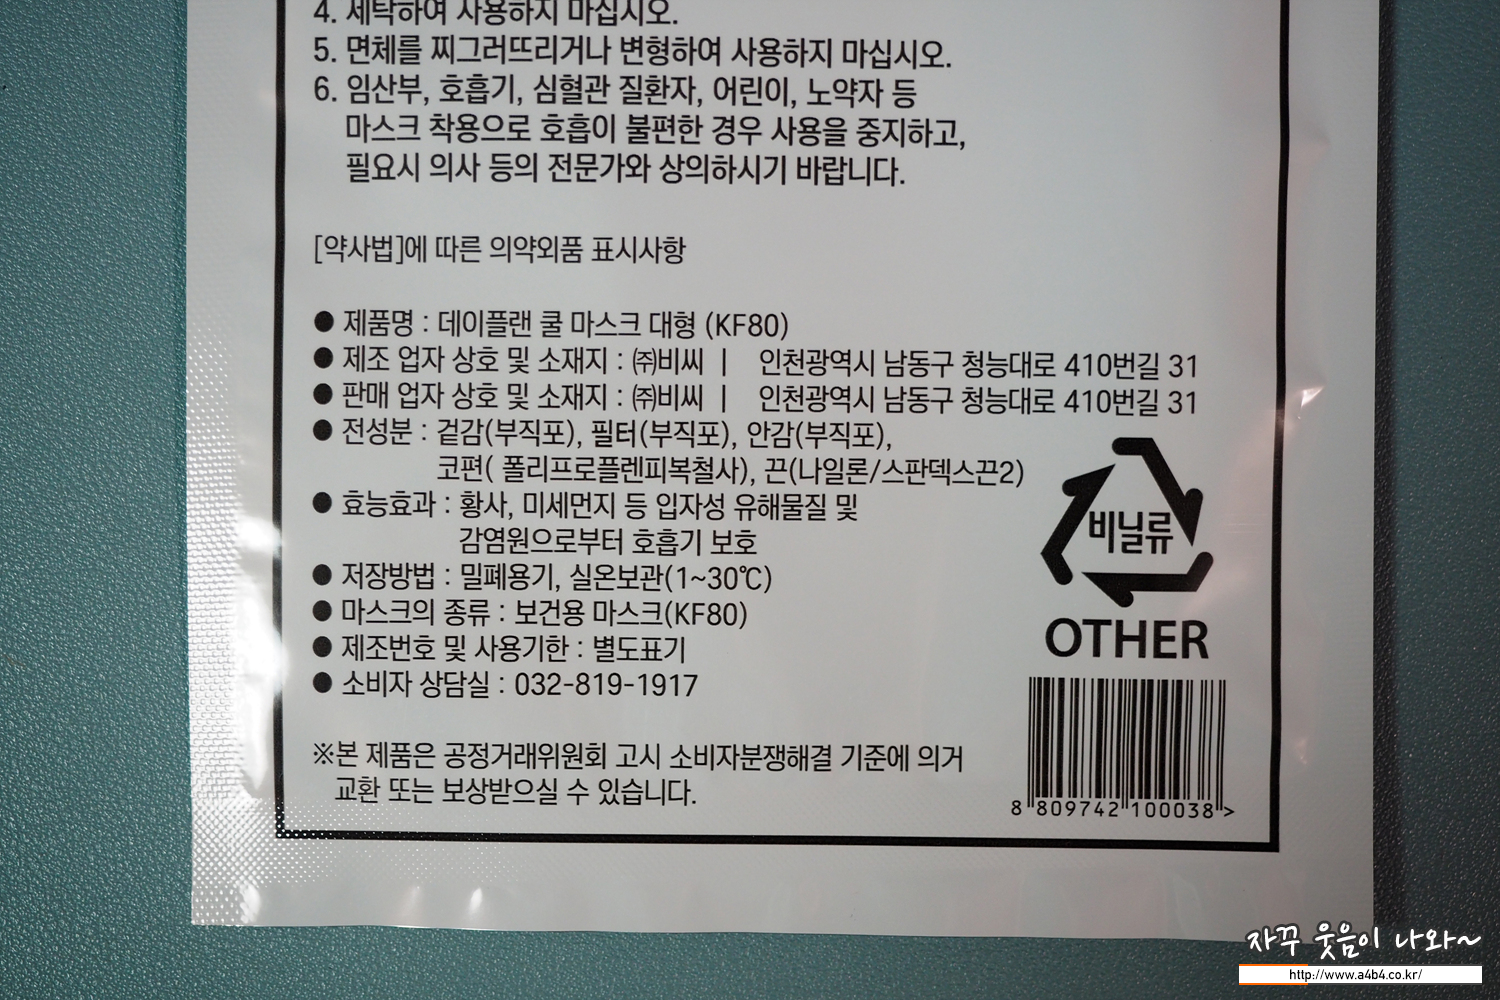 4. 세탁하여 사용하지 마십시오.
5. 면체를 찌그러뜨리거나 변형하여 사용하지 마십시오.
6. 임산부, 호흡기, 심혈관 질환자, 어린이, 노약자 등
마스크 착용으로 호흡이 불편한 경우 사용을 중지하고,
필요시 의사 등의 전문가와 상의하시기 바랍니다.
[약사법]에 따른 의약외품 표시사항
● 제품명 : 데이플랜 쿨 마스크 대형 (KF80)
● 제조 업자 상호 및 소재지 : ㈜비씨 | 인천광역시 남동구 청능대로 410번길 31
● 판매 업자 상호 및 소재지 : ㈜비씨 | 인천광역시 남동구 청능대로 410번길 31
● 전성분 : 겉감(부직포), 필터(부직포), 안감(부직포),
코편( 폴리프로플렌피복철사), 끈(나일론/스판덱스끈2)
● 효능효과 : 황사, 미세먼지 등 입자성 유해물질 및
감염원으로부터 호흡기 보호
● 저장방법 : 밀폐용기, 실온보관(1~30℃)
● 마스크의 종류 : 보건용 마스크(KF80)
● 제조번호 및 사용기한 : 별도표기
● 소비자 상담실 : 032-819-1917
비닐류
OTHER
※본 제품은 공정거래위원회 고시 소비자분쟁해결 기준에 의거
교환 또는 보상받으실 수 있습니다.
8 809742 100038 >
자꾸 웃음이 나와~
http://www.a4b4.co.kr/